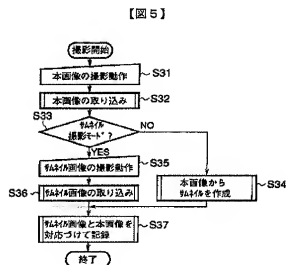 【図5】
撮影開始
本画像の撮影動作
S31
本画像の取り込み
S32
S33
ｻﾑﾈｲﾙ
撮影ﾓｰﾄﾞ?
NO
YES
ｻﾑﾈｲﾙ画像の撮影動作
S35
S36
ｻﾑﾈｲﾙ画像の取り込み
本画像から
ｻﾑﾈｲﾙを作成
S34
ｻﾑﾈｲﾙ画像と本画像を
対応づけて記録
S37
終了